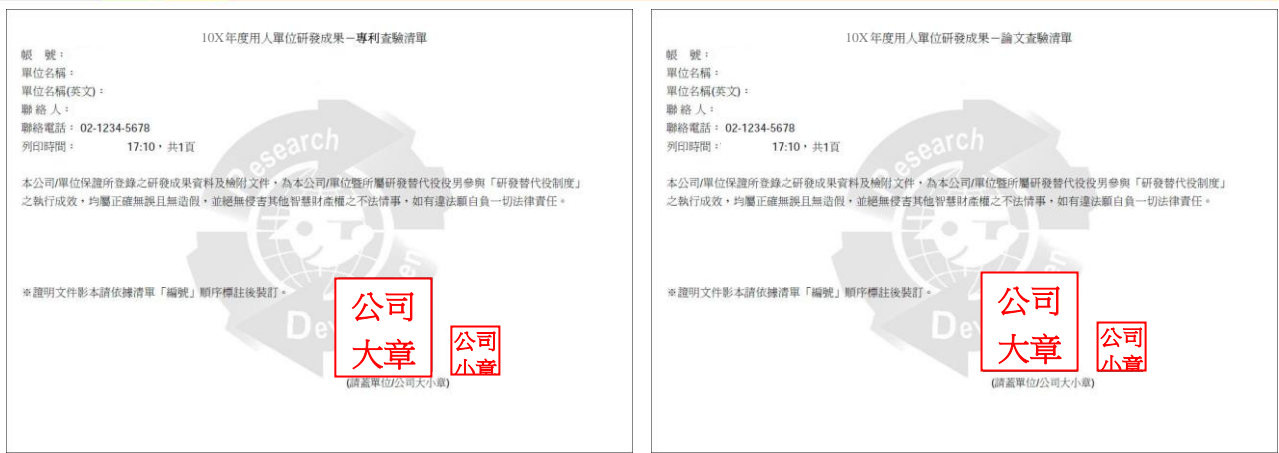 10X年度用人單位研發成果－專利查驗清單
帳　號：
單位名稱：
單位名稱(英文)：
聯 絡 人：
聯絡電話： 02-1234-5678
列印時間：　　　17:10，共1頁
本公司/單位保證所登錄之研發成果資料及檢附文件，為本公司/單位暨所屬研發替代役役男參與「研發替代役制度」
之執行成效，均屬正確無誤且無造假，並絕無侵害其他智慧財產權之不法情事，如有違法願自負一切法律責任。
※證明文件影本請依據清單「編號」順序標註後裝訂。
公司
大章
公司
小章
(請蓋單位/公司大小章)
Research
10X年度用人單位研發成果－論文查驗清單
帳　號：
單位名稱：
單位名稱(英文)：
聯 絡 人：
聯絡電話： 02-1234-5678
列印時間：　　　17:10，共1頁
本公司/單位保證所登錄之研發成果資料及檢附文件，為本公司/單位暨所屬研發替代役役男參與「研發替代役制度」
之執行成效，均屬正確無誤且無造假，並絕無侵害其他智慧財產權之不法情事，如有違法願自負一切法律責任。
※證明文件影本請依據清單「編號」順序標註後裝訂。
公司
大章
公司
小章
(請蓋單位/公司大小章)
Research